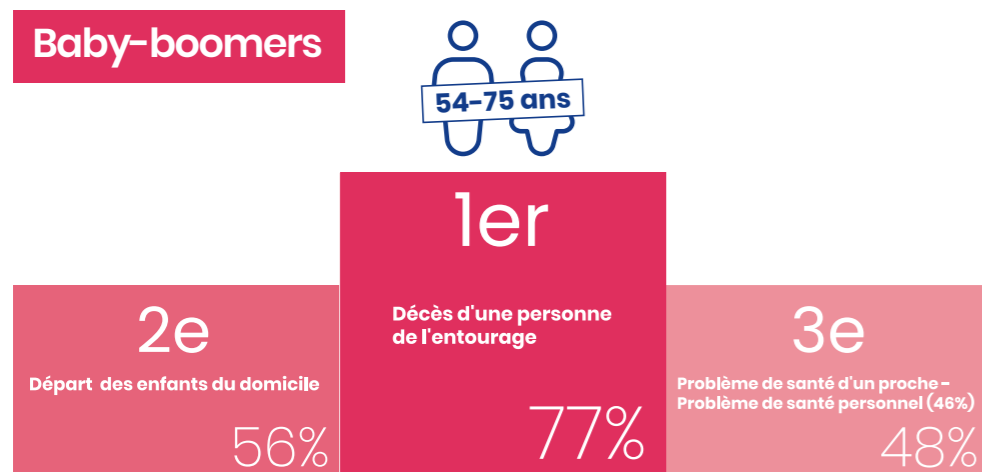 Baby-boomers
54-75 ans
1er
Décès d'une personne
de l'entourage
77%
2e
Départ des enfants du domicile
56%
3e
Problème de santé d'un proche -
Problème de santé personnel (46%)
48%